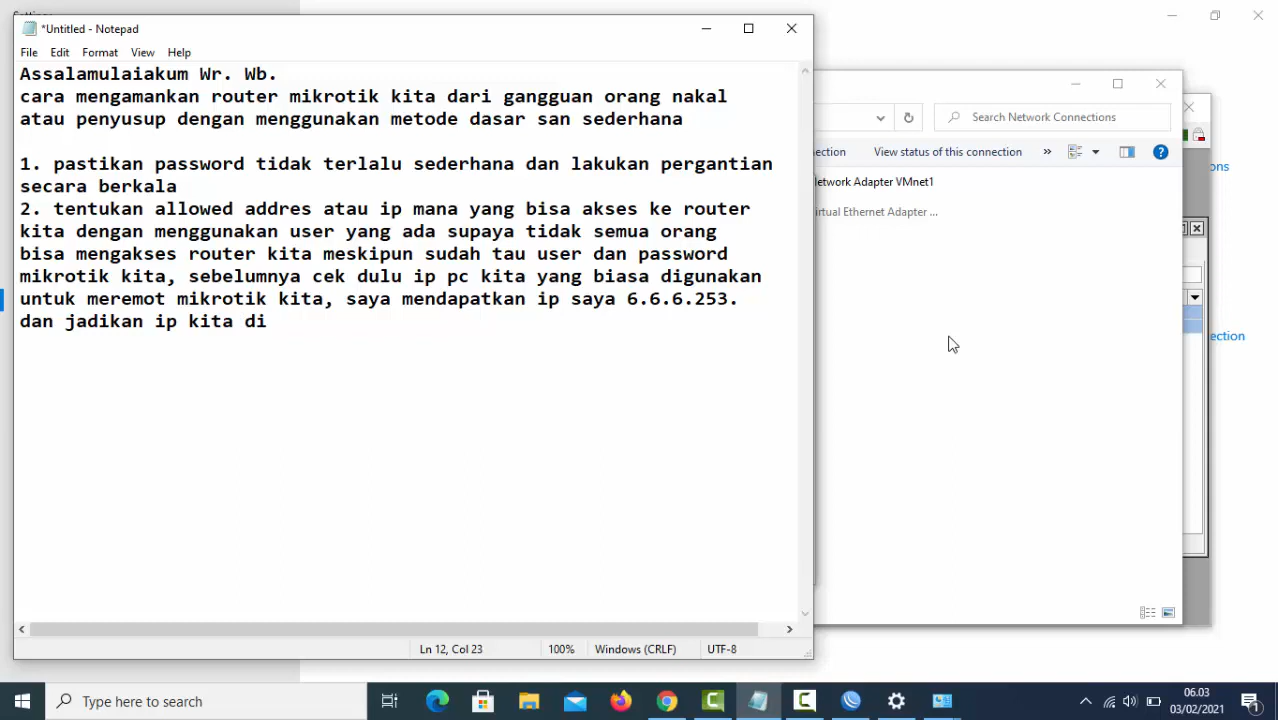 *Untitled - Notepad
File Edit Format View Help
Assalamulaiakum Wr. Wb.
cara mengamankan router mikrotik kita dari gangguan orang nakal
atau penyusup dengan menggunakan metode dasar san sederhana
1. pastikan password tidak terlalu sederhana dan lakukan pergantian
secara berkala
2. tentukan allowed addres atau ip mana yang bisa akses ke router
kita dengan menggunakan user yang ada supaya tidak semua orang
bisa mengakses router kita meskipun sudah tau user dan password
mikrotik kita, sebelumnya cek dulu ip pc kita yang biasa digunakan
untuk meremot mikrotik kita, saya mendapatkan ip saya 6.6.6.253.
dan jadikan ip kita di
Ln 12, Col 23 100% Windows (CRLF) UTF-8
Search Network Connections
ection View status of this connection »
etwork Adapter VMnet1
irtual Ethernet Adapter ...
ons
ection
Type here to search
06.03
03/02/2021
1